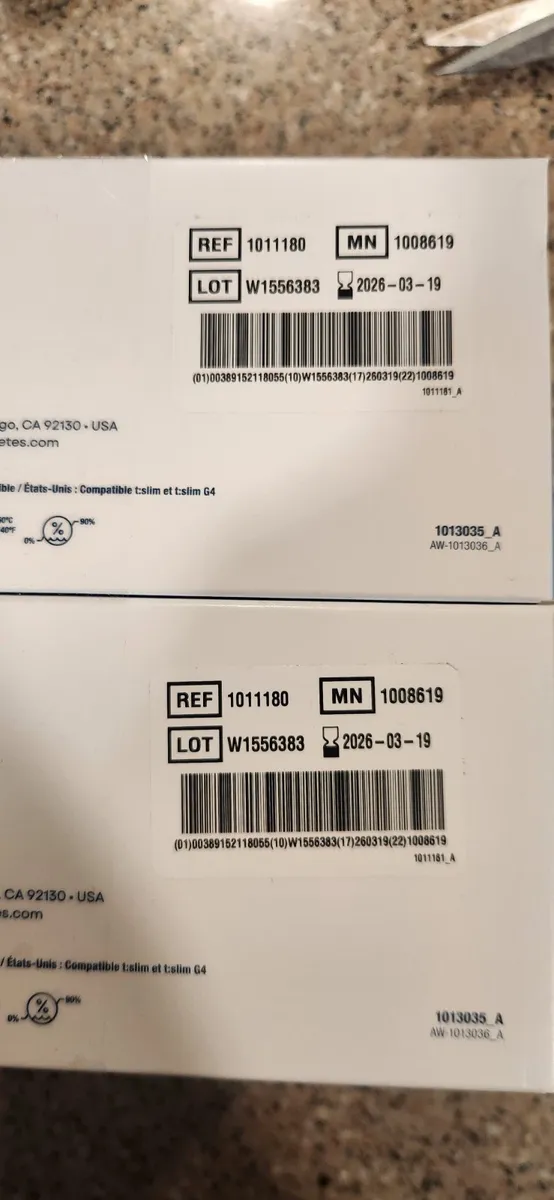 REF 1011180 MN 1008619
LOT W1556383 2026-03-19
(01)00389152118055(10)W1556383(17)260319(22)1008619
1011181_A
go, CA 92130 • USA
etes.com
ble / États-Unis : Compatible t:slim et t:slim G4
90%
0%
1013035_A
AW-1013036_A
REF 1011180 MN 1008619
LOT W1556383 2026-03-19
(01)00389152118055(10)W1556383(17)260319(22)1008619
1011181_A
, CA 92130 • USA
s.com
/ États-Unis : Compatible t:slim et t:slim G4
%
90%
0%
1013035_A
AW-1013036_A